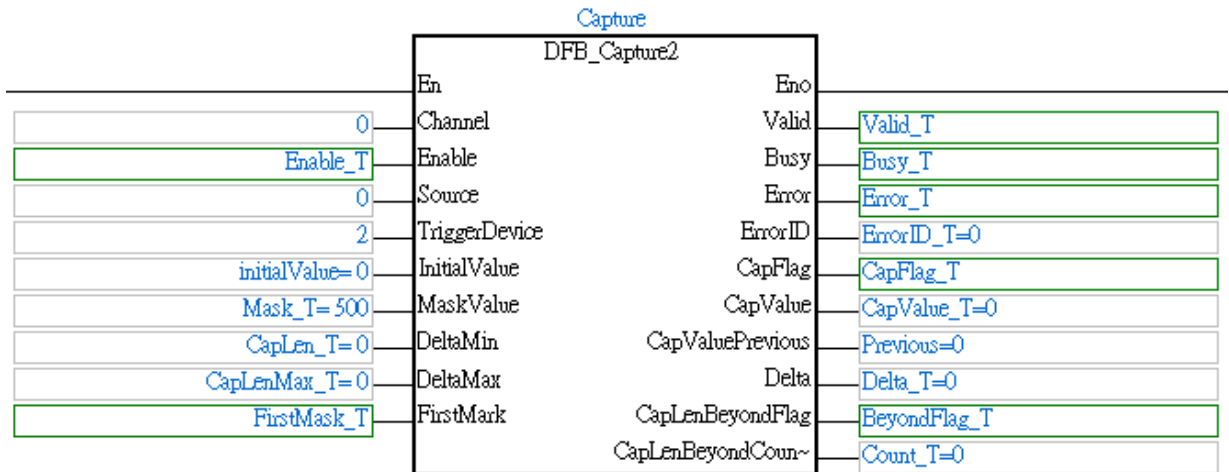 Capture
DFB_Capture2
En Eno
0 Channel Valid Valid_T
Enable_T Enable Busy Busy_T
0 Source Error Error_T
2 TriggerDevice ErrorID ErrorID_T=0
initialValue= 0 InitialValue CapFlag CapFlag_T
Mask_T= 500 MaskValue CapValue CapValue_T=0
CapLen_T= 0 DeltaMin CapValuePrevious Previous=0
CapLenMax_T= 0 DeltaMax Delta Delta_T=0
FirstMask_T FirstMark CapLenBeyondFlag BeyondFlag_T
CapLenBeyondCoun~ Count_T=0